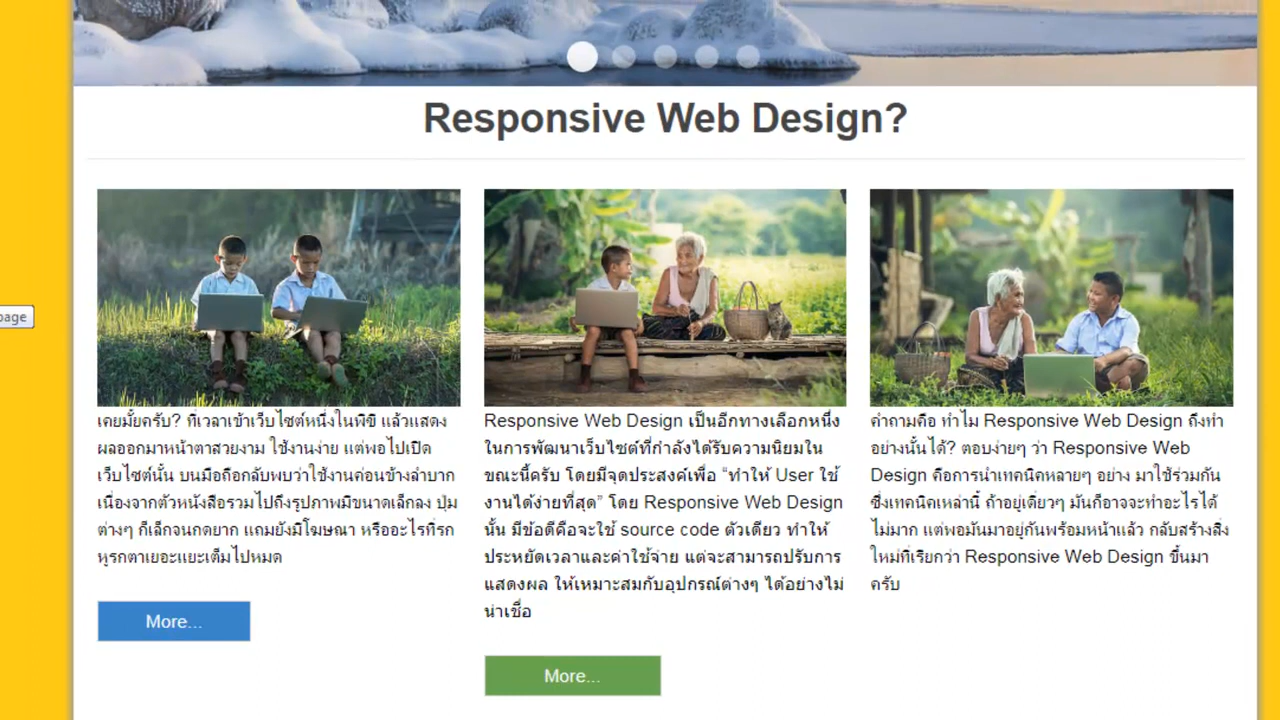 Responsive Web Design?
page
เคยมั้ยครับ? ที่เวลาเข้าเว็บไซต์หนึ่งในพีซี แล้วแสดง
ผลออกมาหน้าตาสวยงาม ใช้งานง่าย แต่พอไปเปิด
เว็บไซต์นั้น บนมือถือกลับพบว่าใช้งานค่อนข้างลำบาก
เนื่องจากตัวหนังสือรวมไปถึงรูปภาพมีขนาดเล็กลง ปุ่ม
ต่างๆ ก็เล็กจนกดยาก แถมยังมีโฆษณา หรืออะไรที่รก
หูรกตาเยอะแยะเต็มไปหมด
More...
Responsive Web Design เป็นอีกทางเลือกหนึ่ง
ในการพัฒนาเว็บไซต์ที่กำลังได้รับความนิยมใน
ขณะนี้ครับ โดยมีจุดประสงค์เพื่อ “ทำให้ User ใช้
งานได้ง่ายที่สุด” โดย Responsive Web Design
นั้น มีข้อดีคือจะใช้ source code ตัวเดียว ทำให้
ประหยัดเวลาและค่าใช้จ่าย แต่จะสามารถปรับการ
แสดงผล ให้เหมาะสมกับอุปกรณ์ต่างๆ ได้อย่างไม่
น่าเชื่อ
More...
คำถามคือ ทำไม Responsive Web Design ถึงทำ
อย่างนั้นได้? ตอบง่ายๆ ว่า Responsive Web
Design คือการนำเทคนิคหลายๆ อย่าง มาใช้ร่วมกัน
ซึ่งเทคนิคเหล่านี้ ถ้าอยู่เดี่ยวๆ มันก็อาจจะทำอะไรได้
ไม่มาก แต่พอมันมาอยู่กันพร้อมหน้าแล้ว กลับสร้างสิ่ง
ใหม่ที่เรียกว่า Responsive Web Design ขึ้นมา
ครับ